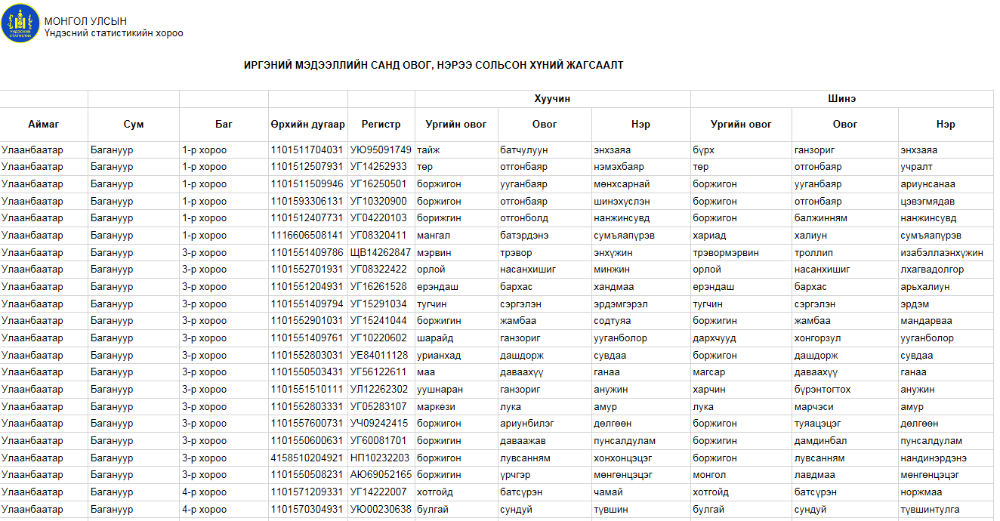 ҮНДЭСНИЙ
СТАТИСТИК
МОНГОЛ УЛСЫН
Үндэсний статистикийн хороо
ИРГЭНИЙ МЭДЭЭЛЛИЙН САНД ОВОГ, НЭРЭЭ СОЛЬСОН ХҮНИЙ ЖАГСААЛТ
Хуучин Шинэ
Аймаг Сум Баг Өрхийн дугаар Регистр Ургийн овог Овог Нэр Ургийн овог Овог Нэр
Улаанбаатар Багануур 1-р хороо 1101511704031 УЮ95091749 тайж батчулуун энхзаяа бүрх ганзориг энхзаяа
Улаанбаатар Багануур 1-р хороо 1101512507931 УГ14252933 төр отгонбаяр нэмэхбаяр төр отгонбаяр учралт
Улаанбаатар Багануур 1-р хороо 1101511509946 УГ16250501 боржигон ууганбаяр мөнхсарнай боржигон ууганбаяр ариунсанаа
Улаанбаатар Багануур 1-р хороо 1101593306131 УГ10320900 боржигон отгонбаяр шинэхүслэн боржигон отгонбаяр цэвэгмядав
Улаанбаатар Багануур 1-р хороо 1101512407731 УГ04220103 борижгин отгонболд нанжинсувд боржигон балжинням нанжинсувд
Улаанбаатар Багануур 1-р хороо 1116606508141 УГ08320411 мангал батэрдэнэ сумъяапүрэв хариад халиун сумъяапүрэв
Улаанбаатар Багануур 3-р хороо 1101551409786 ЩВ14262847 мэрвин трэвор энхүжин трэвормэрвин троллип изабэллаэнхүжин
Улаанбаатар Багануур 3-р хороо 1101552701931 УГ08322422 орлой насанхишиг минжин орлой насанхишиг лхагвадолгор
Улаанбаатар Багануур 3-р хороо 1101551204931 УГ16261528 ерэндаш бархас хандмаа ерэндаш бархас арьхалиун
Улаанбаатар Багануур 3-р хороо 1101551409794 УГ15291034 тугчин сэргэлэн эрдэмгэрэл тугчин сэргэлэн эрдэм
Улаанбаатар Багануур 3-р хороо 1101552901031 УГ15241044 боржигин жамбаа содтуяа боржигин жамбаа мандарваа
Улаанбаатар Багануур 3-р хороо 1101551409761 УГ10220602 шарайд ганзориг ууганболор дархчууд хонгорзул ууганболор
Улаанбаатар Багануур 3-р хороо 1101552803031 УЕ84011128 урианхад дашдорж сувдаа боржигон дашдорж сувдаа
Улаанбаатар Багануур 3-р хороо 1101550503431 УГ56122611 маа даваахүү ганаа магсар даваахүү ганаа
Улаанбаатар Багануур 3-р хороо 1101551510111 УЛ12262302 уушнаран ганзориг анужин харчин бүрэнтогтох анужин
Улаанбаатар Багануур 3-р хороо 1101552803331 УГ05283107 маркези лука амур лука марчэси амур
Улаанбаатар Багануур 3-р хороо 1101557600731 УЧ09242415 боржигон ариунбилэг дөлгөөн боржигон туяацэцэг дөлгөөн
Улаанбаатар Багануур 3-р хороо 1101550600631 УГ60081701 боржигин даваажав пунсалдулам боржигин дамдинбал пунсалдулам
Улаанбаатар Багануур 3-р хороо 4158510204921 НП10232203 боржигон лувсанням хонхонцэцэг боржигон лувсанням нандинэрдэнэ
Улаанбаатар Багануур 3-р хороо 1101550508231 АЮ69052165 боржигин үрчгэр мөнгөнцэцэг монгол лавдмаа мөнгөнцэцэг
Улаанбаатар Багануур 4-р хороо 1101571209331 УГ14222007 хотгойд батсүрэн чамай хотгойд батсүрэн норжмаа
Улаанбаатар Багануур 4-р хороо 1101570304931 УЮ00230638 булгай сундуй түвшин булгай сундуй түвшинтулга